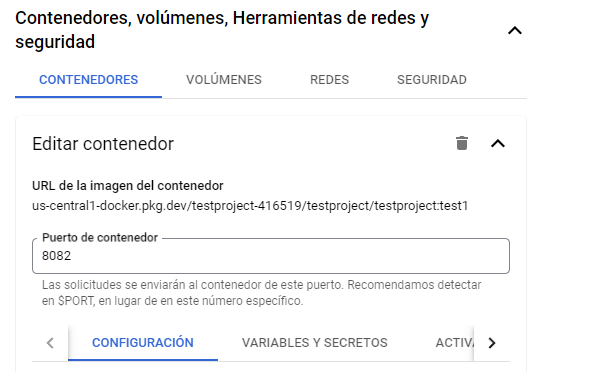 Contenedores, volúmenes, Herramientas de redes y
seguridad
CONTENEDORES VOLÚMENES REDES SEGURIDAD
Editar contenedor
URL de la imagen del contenedor
us-central1-docker.pkg.dev/testproject-416519/testproject/testproject:test1
Puerto de contenedor
8082
Las solicitudes se enviarán al contenedor de este puerto. Recomendamos detectar
en $PORT, en lugar de en este número específico.
CONFIGURACIÓN VARIABLES Y SECRETOS